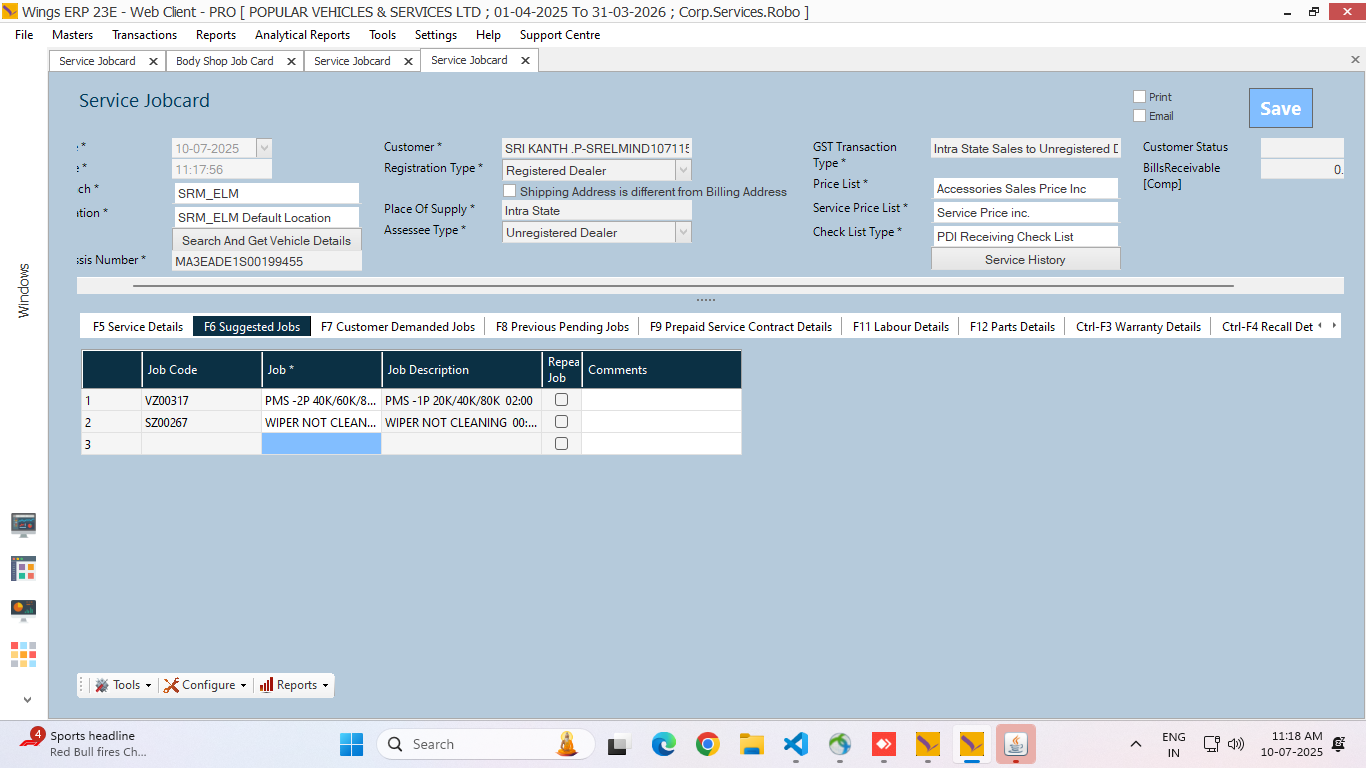 Wings ERP 23E - Web Client - PRO [ POPULAR VEHICLES & SERVICES LTD ; 01-04-2025 To 31-03-2026 ; Corp.Services.Robo ]
File Masters Transactions Reports Analytical Reports Tools Settings Help Support Centre
Service Jobcard Body Shop Job Card Service Jobcard Service Jobcard
Service Jobcard
Print
Email
Save
e *
10-07-2025
e *
11:17:56
ch *
SRM_ELM
ation *
SRM_ELM Default Location
Search And Get Vehicle Details
ssis Number *
MA3EADE1S00199455
Customer *
SRI KANTH .P-SRELMIND107115
Registration Type *
Registered Dealer
Shipping Address is different from Billing Address
Place Of Supply *
Intra State
Assessee Type *
Unregistered Dealer
GST Transaction
Type *
Intra State Sales to Unregistered D
Price List *
Accessories Sales Price Inc
Service Price List *
Service Price inc.
Check List Type *
PDI Receiving Check List
Service History
Customer Status
BillsReceivable
[Comp]
0.
Windows
F5 Service Details F6 Suggested Jobs F7 Customer Demanded Jobs F8 Previous Pending Jobs F9 Prepaid Service Contract Details F11 Labour Details F12 Parts Details Ctrl-F3 Warranty Details Ctrl-F4 Recall Det
Job Code Job * Job Description Repea Job Comments
1 VZ00317 PMS -2P 40K/60K/8... PMS -1P 20K/40K/80K 02:00
2 SZ00267 WIPER NOT CLEAN... WIPER NOT CLEANING 00:...
3
Tools Configure Reports
4
Sports headline
Red Bull fires Ch...
Search
ENG
IN
11:18 AM
10-07-2025